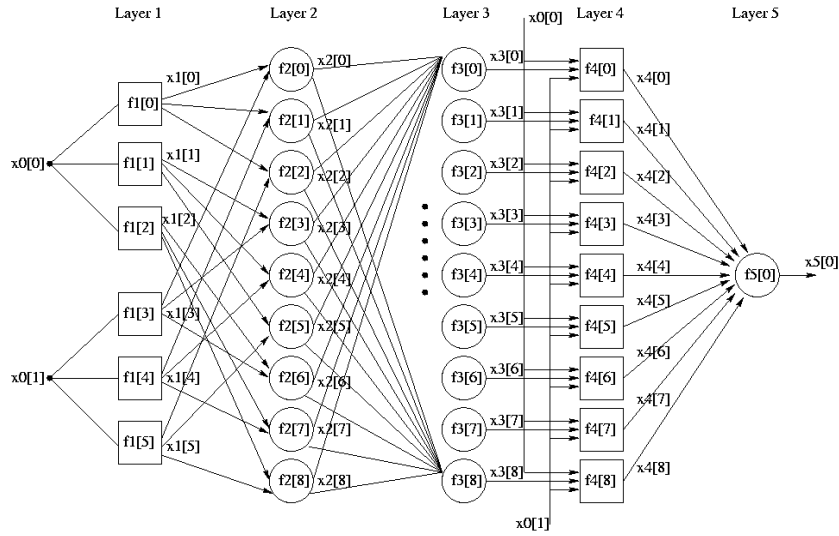 Layer 1 Layer 2 Layer 3 Layer 4 Layer 5
x0[0]
x1[0] f2[0] x2[0] f3[0] x3[0] f4[0] x4[0]
f1[0]
f2[1] x2[1] f3[1] x3[1] f4[1] x4[1]
x0[0] f1[1] x1[1] f2[2] x2[2] f3[2] x3[2] f4[2] x4[2]
f1[2] x1[2] f2[3] x2[3] f3[3] x3[3] f4[3] x4[3]
f2[4] x2[4] f3[4] x3[4] f4[4] x4[4] f5[0] x5[0]
f1[3] x1[3] f2[5] x2[5] f3[5] x3[5] f4[5] x4[5]
x0[1] f1[4] x1[4] f2[6] x2[6] f3[6] x3[6] f4[6] x4[6]
f1[5] x1[5] f2[7] x2[7] f3[7] x3[7] f4[7] x4[7]
f2[8] x2[8] f3[8] x3[8] f4[8] x4[8]
x0[1]